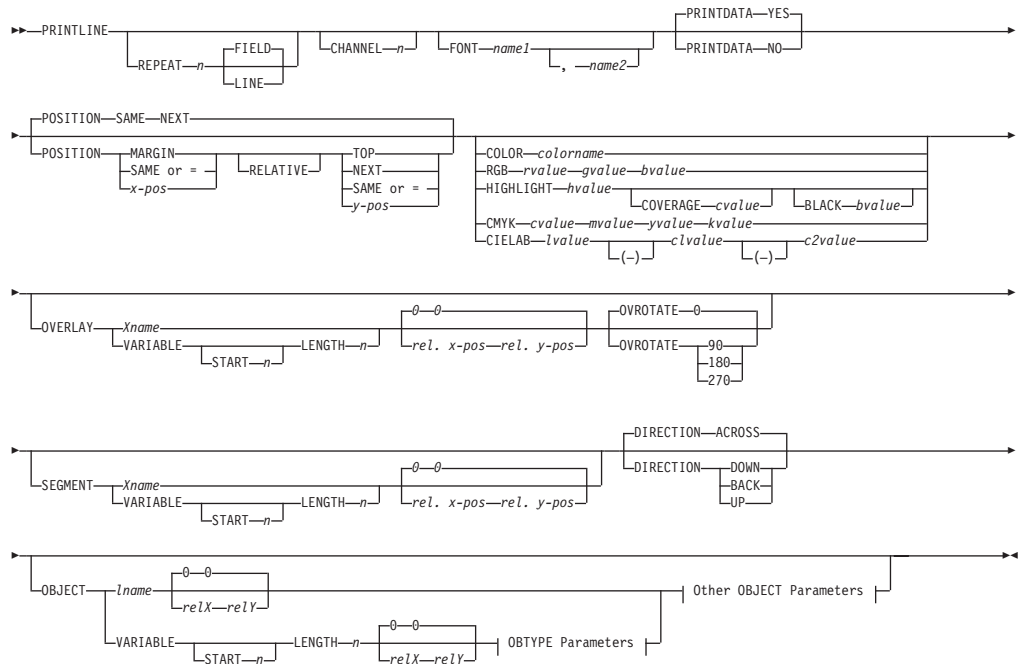 PRINTDATA YES
PRINTLINE FIELD CHANNEL n FONT name1 PRINTDATA NO
REPEAT n LINE , name2
POSITION SAME NEXT
POSITION MARGIN TOP COLOR colorname
SAME or = RELATIVE NEXT RGB rvalue gvalue bvalue
x-pos SAME or = HIGHLIGHT hvalue
y-pos COVERAGE cvalue BLACK bvalue
CMYK cvalue mvalue yvalue kvalue
CIELAB lvalue clvalue c2value
(—) (—)
0 0 OVROTATE 0
OVERLAY Xname
VARIABLE LENGTH n rel. x-pos rel. y-pos OVROTATE 90
START n 180
270
DIRECTION ACROSS
0 0 DIRECTION DOWN
SEGMENT Xname BACK
VARIABLE LENGTH n rel. x-pos rel. y-pos UP
START n
0 0
OBJECT lname Other OBJECT Parameters
relX relY
0 0
VARIABLE LENGTH n OBTYPE Parameters
START n relX relY